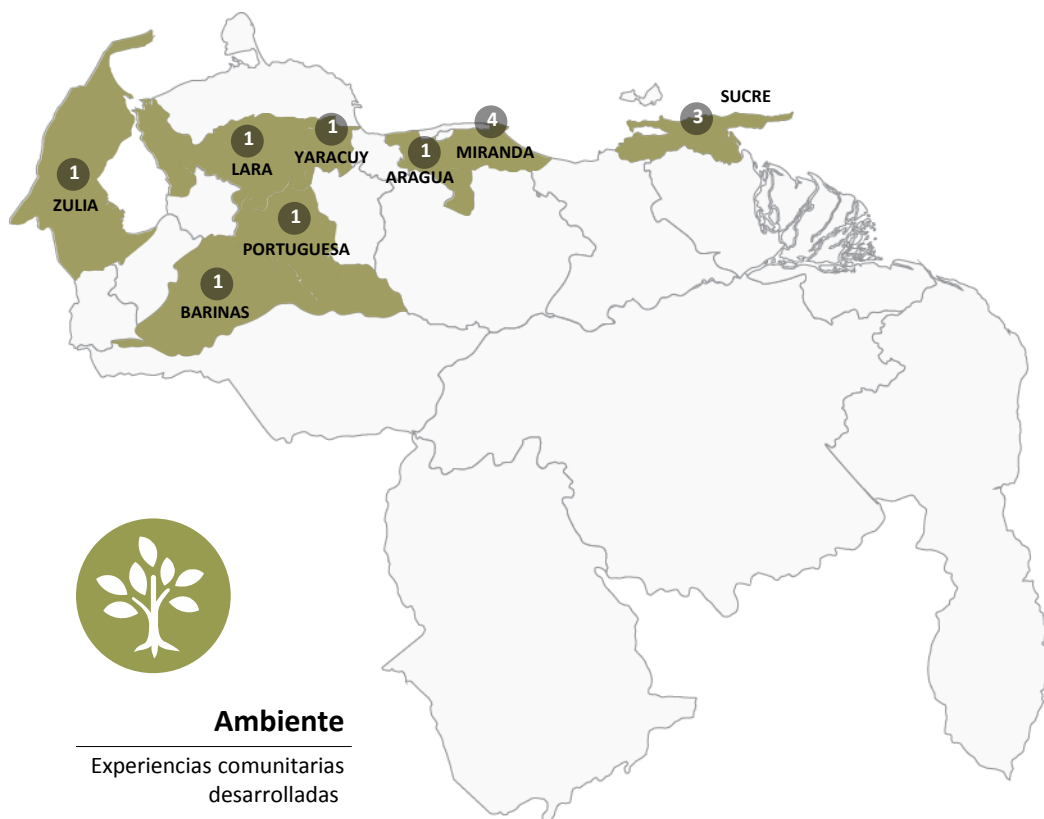 SUCRE
3
4
MIRANDA
1
YARACUY
1
LARA
1
ARAGUA
1
ZULIA
1
PORTUGUESA
1
BARINAS
Ambiente
Experiencias comunitarias
desarrolladas